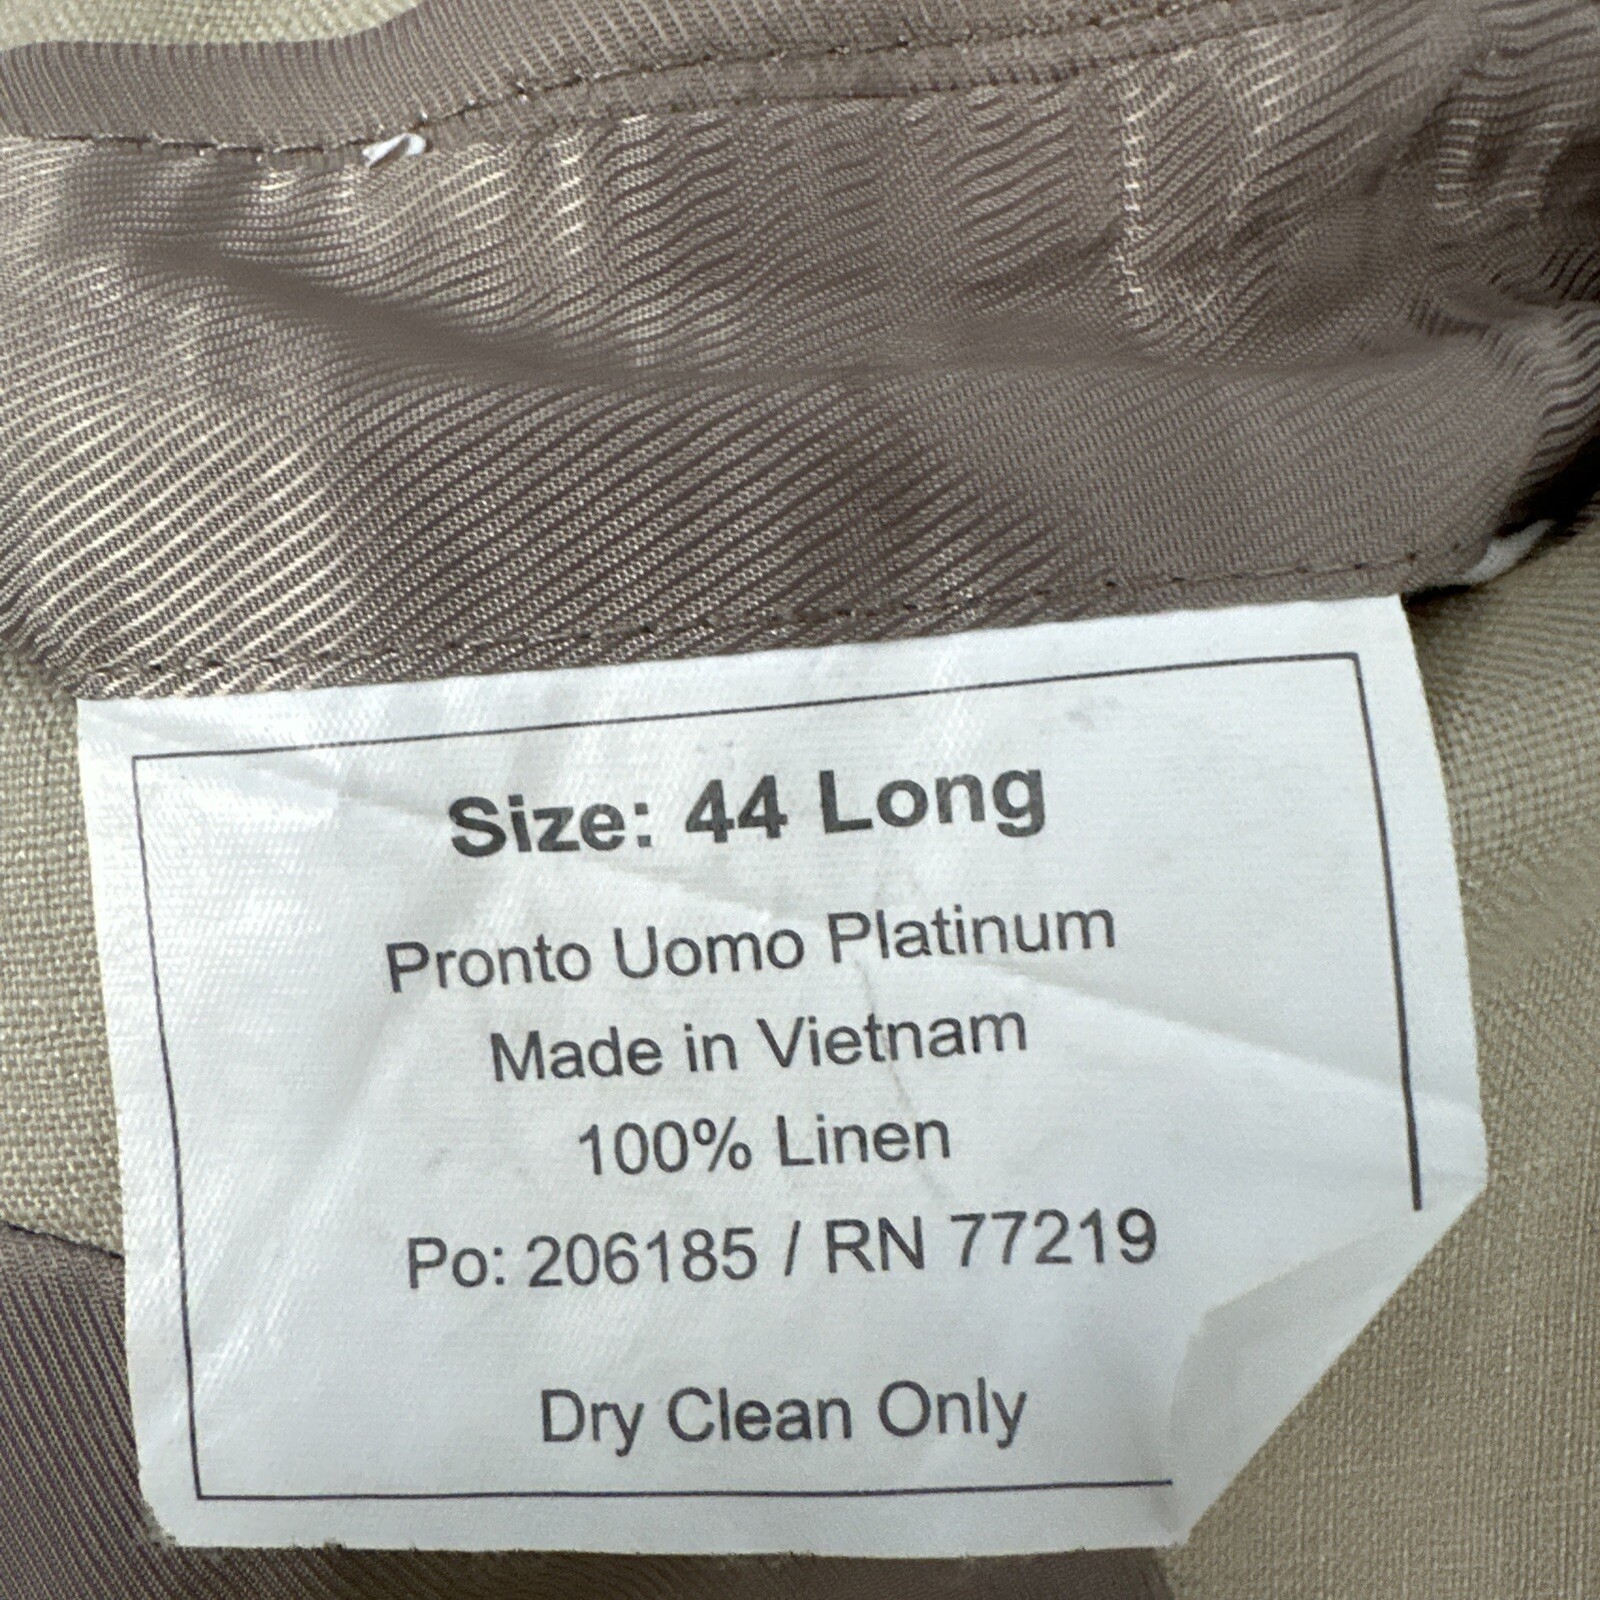 Size: 44 Long
Pronto Uomo Platinum
Made in Vietnam
100% Linen
Po: 206185 / RN 77219
Dry Clean Only